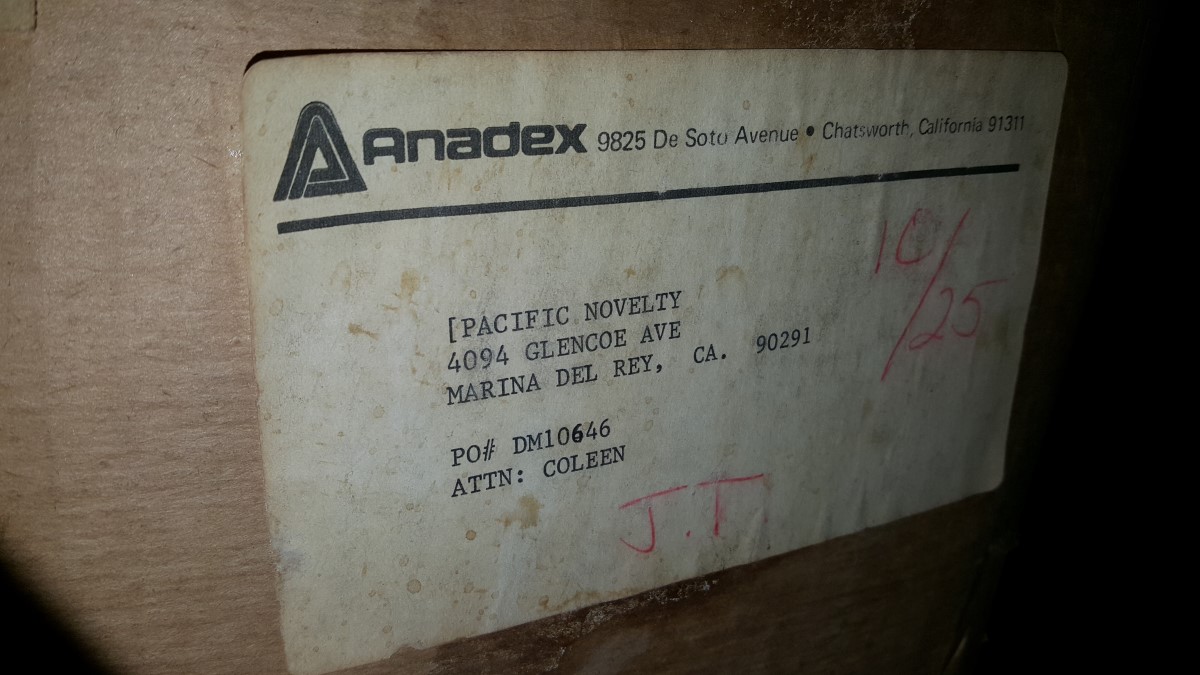 Anadex 9825 De Soto Avenue • Chatsworth, California 91311
10/25
[PACIFIC NOVELTY
4094 GLENCOE AVE
MARINA DEL REY, CA. 90291
PO# DM10646
ATTN: COLEEN
J.T.